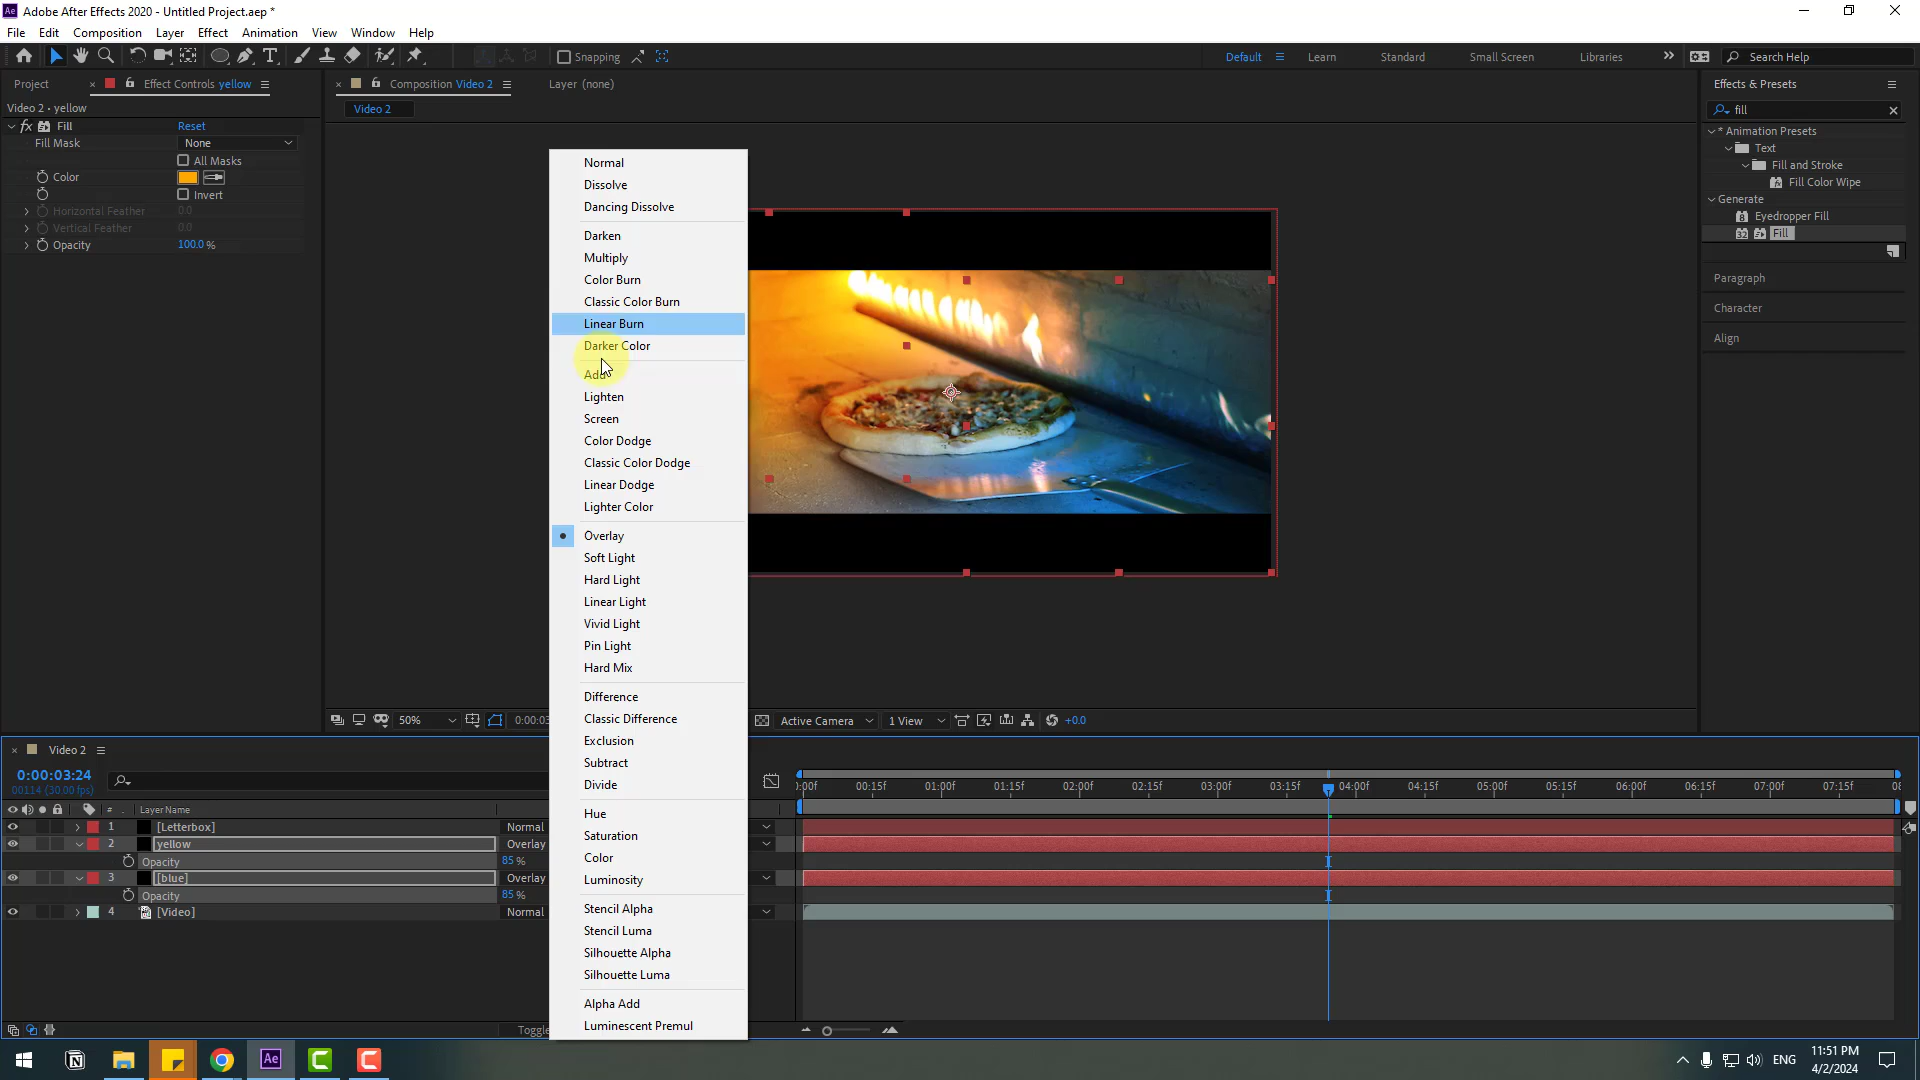 Adobe After Effects 2020 - Untitled Project.aep *
File Edit Composition Layer Effect Animation View Window Help
Snapping Default Learn Standard Small Screen Libraries Search Help
Project Effect Controls yellow
Composition Video 2 Layer (none)
Effects & Presets
Video 2 • yellow
Video 2
fill
Fill Reset
Fill Mask None
All Masks
Color
Invert
Horizontal Feather 0.0
Vertical Feather 0.0
Opacity 100.0 %
* Animation Presets
Text
Fill and Stroke
Fill Color Wipe
Generate
Eyedropper Fill
Fill
Paragraph
Character
Align
Normal
Dissolve
Dancing Dissolve
Darken
Multiply
Color Burn
Classic Color Burn
Linear Burn
Darker Color
Add
Lighten
Screen
Color Dodge
Classic Color Dodge
Linear Dodge
Lighter Color
Overlay
Soft Light
Hard Light
Linear Light
Vivid Light
Pin Light
Hard Mix
Difference
Classic Difference
Exclusion
Subtract
Divide
Hue
Saturation
Color
Luminosity
Stencil Alpha
Stencil Luma
Silhouette Alpha
Silhouette Luma
Alpha Add
Luminescent Premul
50% 0:00:03 Active Camera 1 View +0.0
Video 2
0:00:03:24
00114 (30.00 fps)
:00f 00:15f 01:00f 01:15f 02:00f 02:15f 03:00f 03:15f 04:00f 04:15f 05:00f 05:15f 06:00f 06:15f 07:00f 07:15f 08
# Layer Name
1 [Letterbox] Normal
2 yellow Overlay
Opacity 85 %
3 [blue] Overlay
Opacity 85 %
4 [Video] Normal
Toggle
ENG
11:51 PM
4/2/2024